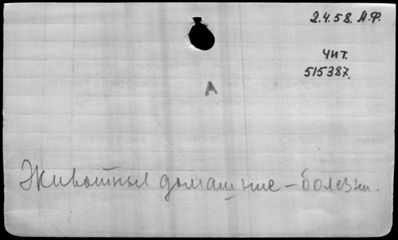 2.4.58. А.Ф.
Чит.
515387.
А
Животные домашние – болезни.